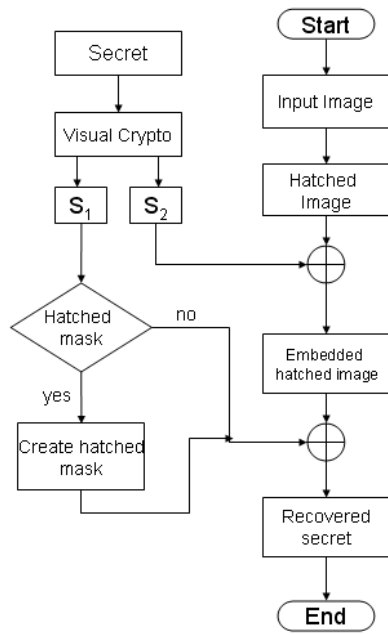 Start
Secret
Input Image
Visual Crypto
Hatched
Image
S₁
S₂
Hatched
mask
no
yes
Embedded
hatched image
Create hatched
mask
Recovered
secret
End